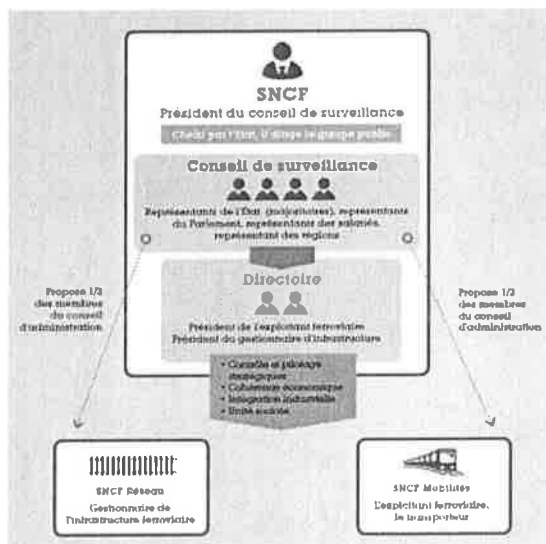 SNCF
Président du conseil de surveillance
Choisi par l'État, il dirige le groupe public
Conseil de surveillance
Représentants de l'État (majoritaires), représentants
du Parlement, représentants des salariés,
représentant des régions
Propose 1/3
des membres
du conseil
d'administration
Propose 1/3
des membres
du conseil
d'administration
Directoire
Président de l'exploitant ferroviaire
Président du gestionnaire d'infrastructure
• Contrôle et pilotage
stratégiques
• Cohérence économique
• Intégration industrielle
• Unité sociale
SNCF Réseau
Gestionnaire de
l'infrastructure ferroviaire
SNCF Mobilités
L'exploitant ferroviaire,
le transporteur